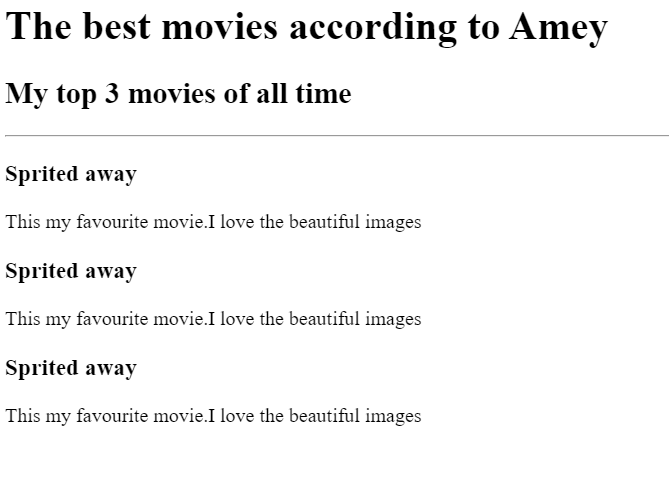 The best movies according to Amey
My top 3 movies of all time
Sprited away
This my favourite movie.I love the beautiful images
Sprited away
This my favourite movie.I love the beautiful images
Sprited away
This my favourite movie.I love the beautiful images